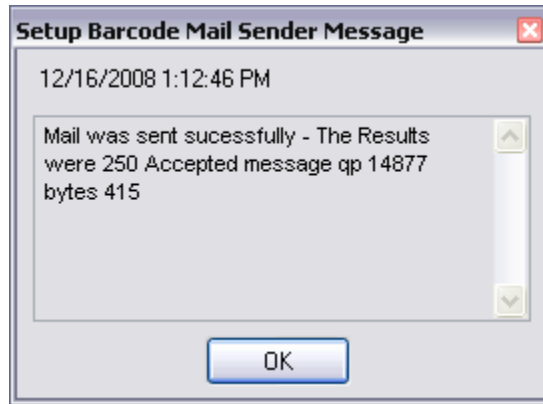 Setup Barcode Mail Sender Message
12/16/2008 1:12:46 PM
Mail was sent sucessfully - The Results
were 250 Accepted message qp 14877
bytes 415
OK